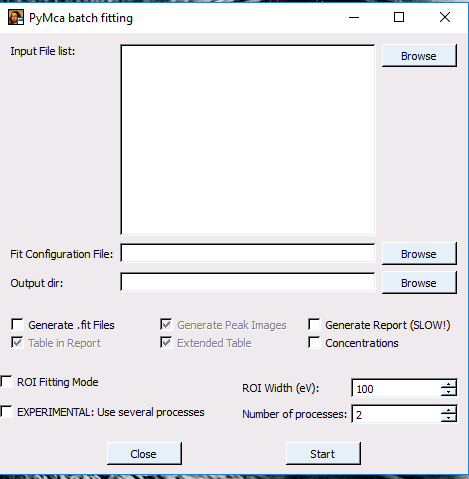 PyMca batch fitting
Input File list:
Browse
Fit Configuration File:
Browse
Output dir:
Browse
Generate .fit Files
Generate Peak Images
Generate Report (SLOW!)
Table in Report
Extended Table
Concentrations
ROI Fitting Mode
ROI Width (eV):
100
EXPERIMENTAL: Use several processes
Number of processes:
2
Close
Start